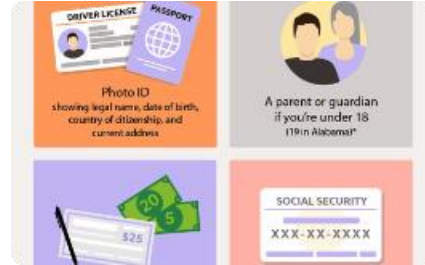 DRIVER LICENSE
PASSPORT
Photo ID
showing legal name, date of birth,
country of citizenship, and
current address
A parent or guardian
if you're under 18
(19 in Alabama)*
20
5
$25
SOCIAL SECURITY
XXX-XX-XXXX